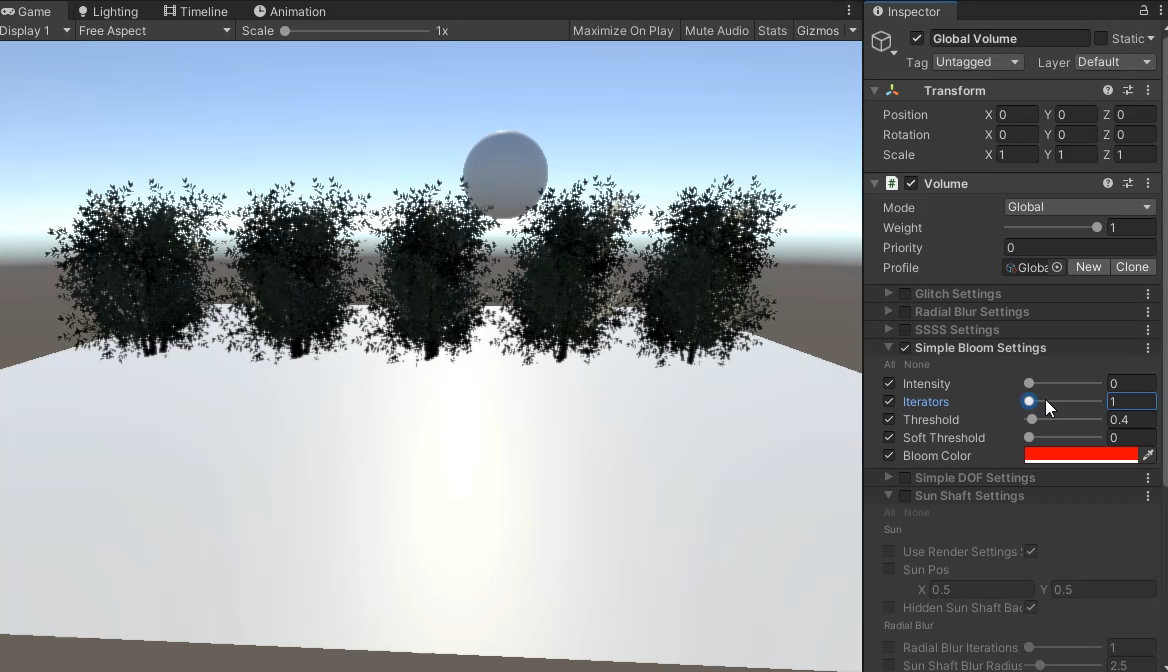 Game Lighting Timeline Animation
Display 1 Free Aspect Scale 1x Maximize On Play Mute Audio Stats Gizmos
Inspector
Global Volume Static
Tag Untagged Layer Default
Transform
Position X 0 Y 0 Z 0
Rotation X 0 Y 0 Z 0
Scale X 1 Y 1 Z 1
# Volume
Mode Global
Weight 1
Priority 0
Profile Globa New Clone
Glitch Settings
Radial Blur Settings
SSSS Settings
Simple Bloom Settings
All None
Intensity 0
Iterators 1
Threshold 0.4
Soft Threshold 0
Bloom Color
Simple DOF Settings
Sun Shaft Settings
All None
Sun
Use Render Settings
Sun Pos
X 0.5 Y 0.5
Hidden Sun Shaft Bac
Radial Blur
Radial Blur Iterations 1
Sun Shaft Blur Radius 2.5